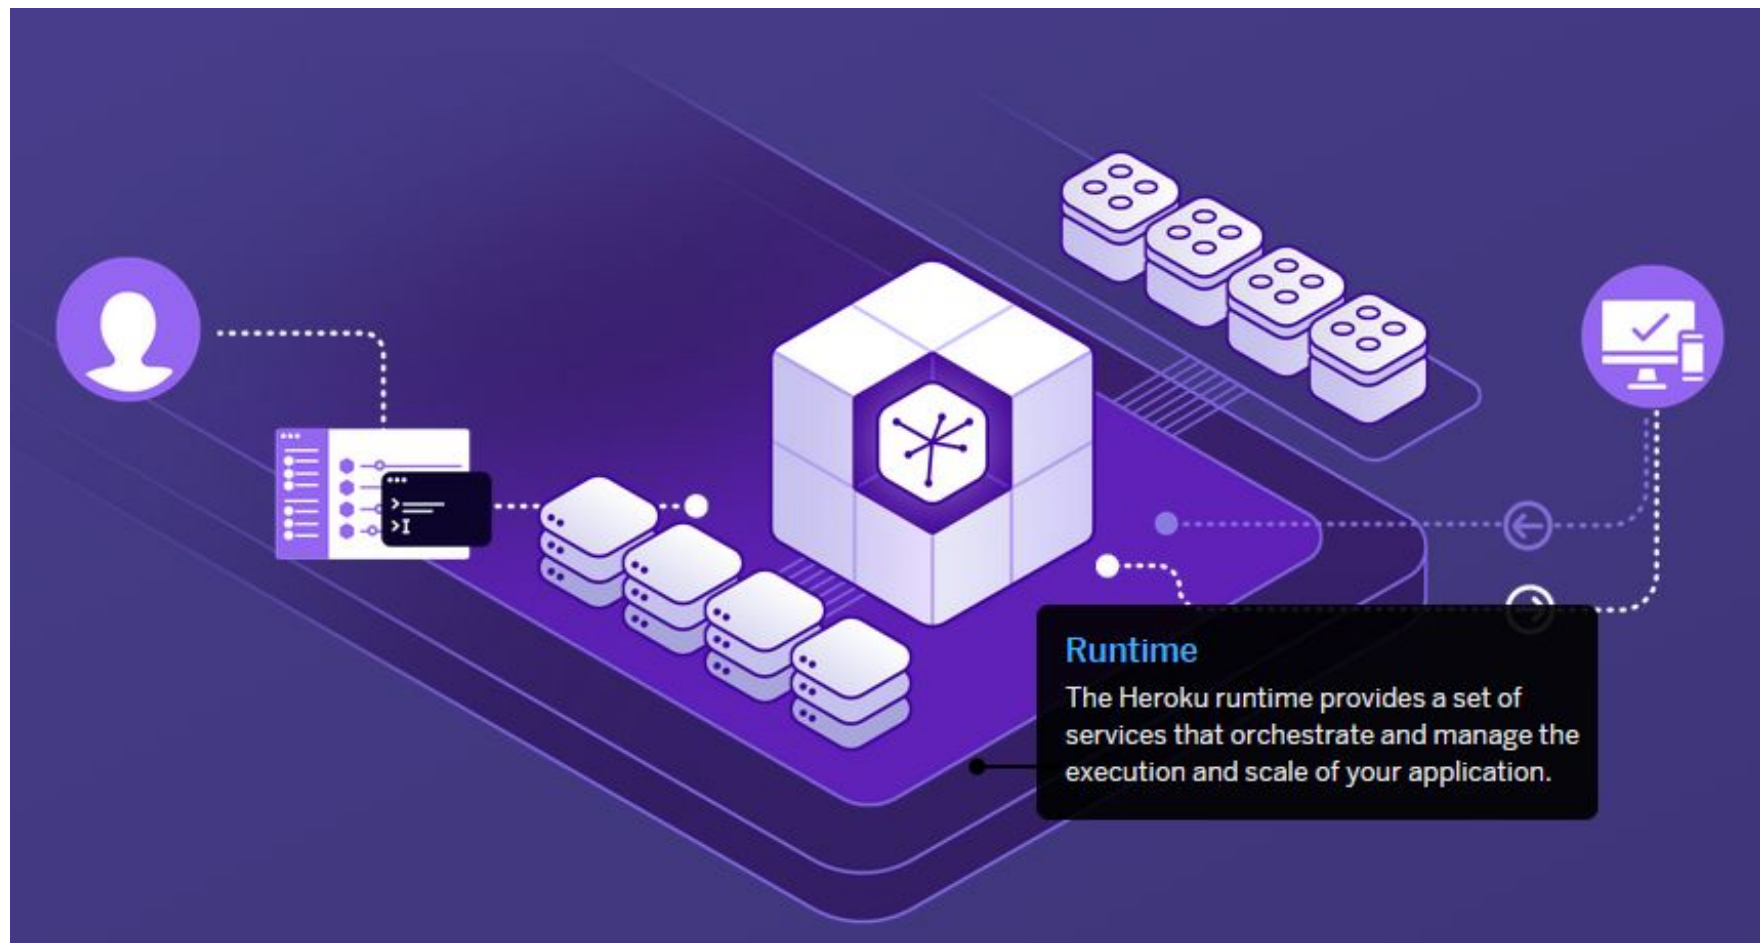 Runtime
The Heroku runtime provides a set of
services that orchestrate and manage the
execution and scale of your application.